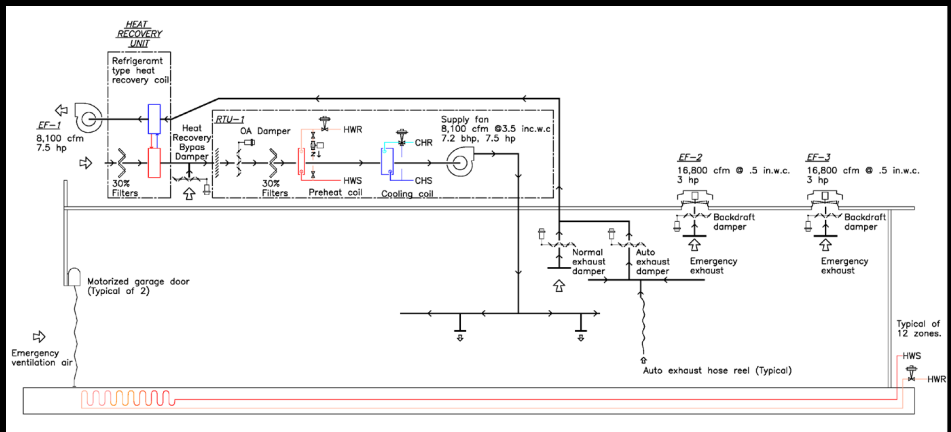 HEAT
RECOVERY
UNIT
Refrigerant
type heat
recovery coil
EF-1
8,100 cfm
7.5 hp
30%
Filters
Heat
Recovery
Bypas
Damper
RTU-1
OA Damper
30%
Filters
HWR
HWS
Preheat coil
CHR
CHS
Cooling coil
Supply fan
8,100 cfm @3.5 inc.w.c
7.2 bhp, 7.5 hp
EF-2
16,800 cfm @ .5 in.w.c.
3 hp
Backdraft
damper
Emergency
exhaust
EF-3
16,800 cfm @ .5 in.w.c.
3 hp
Backdraft
damper
Emergency
exhaust
Normal
exhaust
damper
Auto
exhaust
damper
Motorized garage door
(Typical of 2)
Emergency
ventilation air
Auto exhaust hose reel (Typical)
Typical of
12 zones.
HWS
HWR